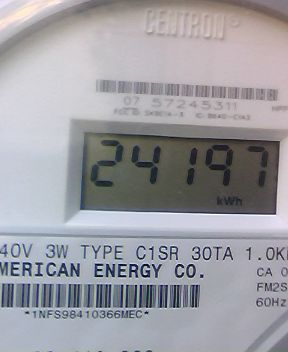 CENTRON®
07 57245311
24197
kWh
40V 3W TYPE C1SR 30TA 1.0K
MERICAN ENERGY CO.
CA 0
FM2S
60Hz
*1NFS98410366MEC*